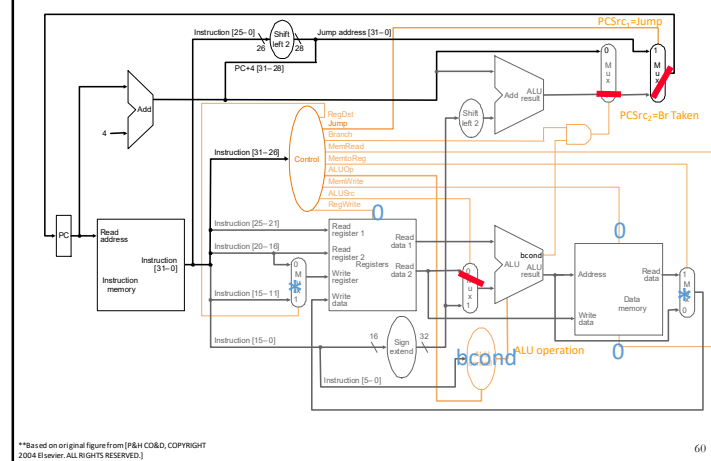 Instruction [25–0]
Shift
left 2
Jump address [31–0]
26
28
PC+4 [31–28]
PCSrc1=Jump
0
M
u
x
1
1
M
u
x
0
Add
4
Add
ALU
result
Shift
left 2
PCSrc2=Br Taken
RegDst
Jump
Branch
MemRead
MemtoReg
ALUOp
MemWrite
ALUSrc
RegWrite
Control
Instruction [31–26]
0
0
PC
Read
address
Instruction
[31–0]
Instruction
memory
Instruction [25–21]
Instruction [20–16]
Instruction [15–11]
0
M
u
x
1
*
Read
register 1
Read
register 2
Registers
Write
register
Write
data
Read
data 1
Read
data 2
0
M
u
x
1
bcond
ALU
ALU
result
Address
Read
data
Data
memory
Write
data
1
M
u
x
0
*
0
Instruction [15–0]
16
Sign
extend
32
bcond
ALU operation
Instruction [5–0]
**Based on original figure from [P&H CO&D, COPYRIGHT
2004 Elsevier. ALL RIGHTS RESERVED.]
60